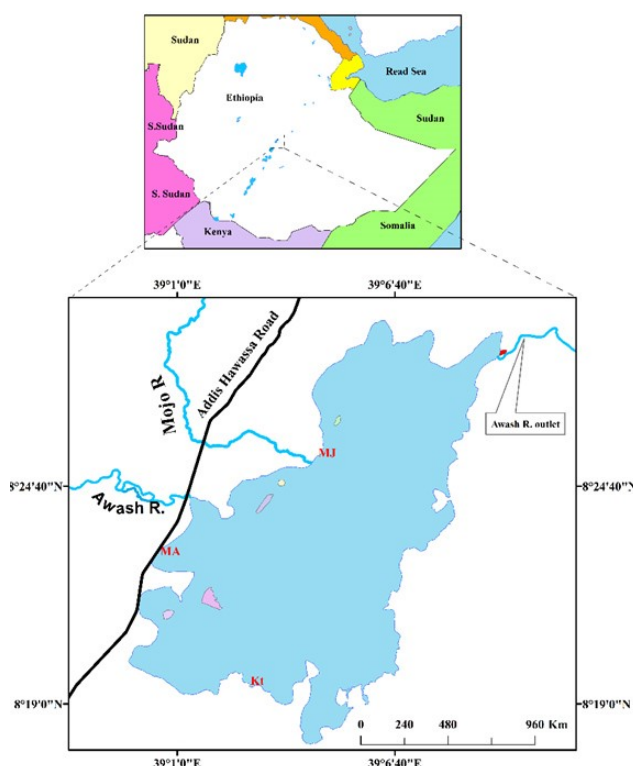 Sudan
Read Sea
Ethiopia
S.Sudan
Sudan
S. Sudan
Kenya
Somalia
39°1'0"E
39°6'40"E
Mojo R.
Addis Hawassa Road
Awash R. outlet
MJ
8°24'40"N
8°24'40"N
Awash R.
MA
Kt
8°19'0"N
8°19'0"N
0 240 480 960 Km
39°1'0"E
39°6'40"E